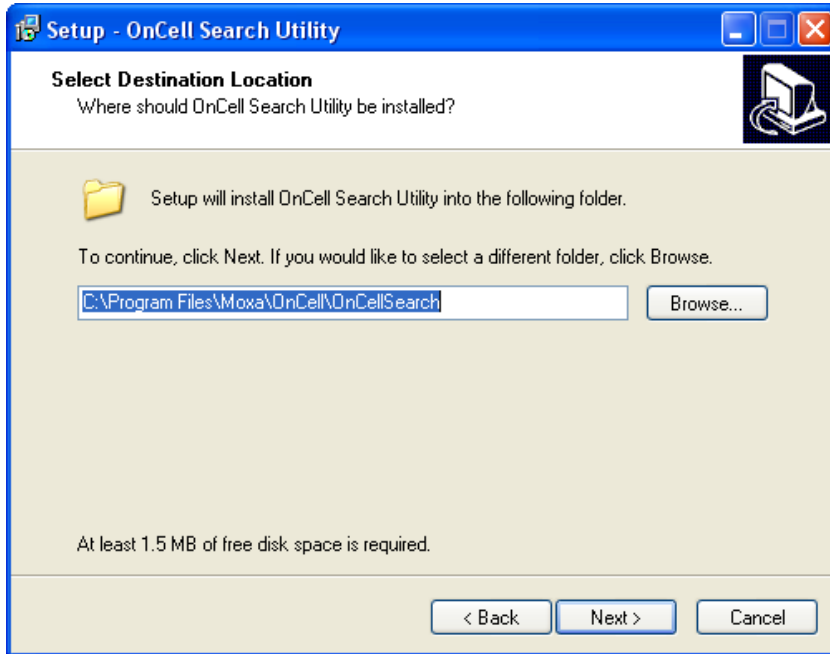 Setup - OnCell Search Utility
Select Destination Location
Where should OnCell Search Utility be installed?
Setup will install OnCell Search Utility into the following folder.
To continue, click Next. If you would like to select a different folder, click Browse.
C:\Program Files\Moxa\OnCell\OnCellSearch
Browse...
At least 1.5 MB of free disk space is required.
< Back
Next >
Cancel